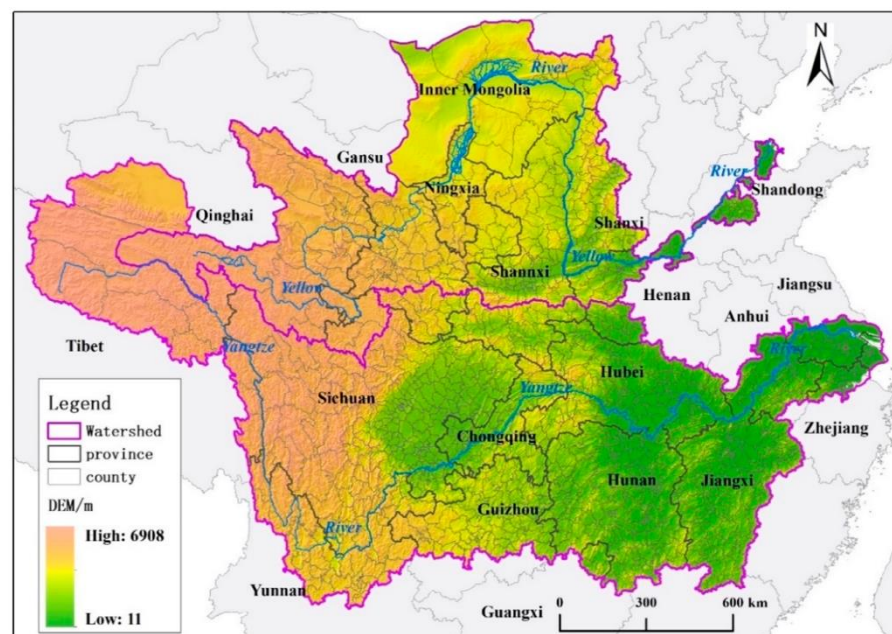 N
River
Inner Mongolia
Gansu
River
Ningxia
Shandong
Qinghai
Shanxi
Yellow
Shannxi
Yellow
Henan
Jiangsu
Anhui
Tibet
Yangtze
River
Hubei
Sichuan
Yangtze
Legend
Watershed
province
county
DEM/m
High: 6908
Low: 11
Chongqing
Zhejiang
Hunan
Jiangxi
Guizhou
River
Yunnan
Guangxi
0 300 600 km